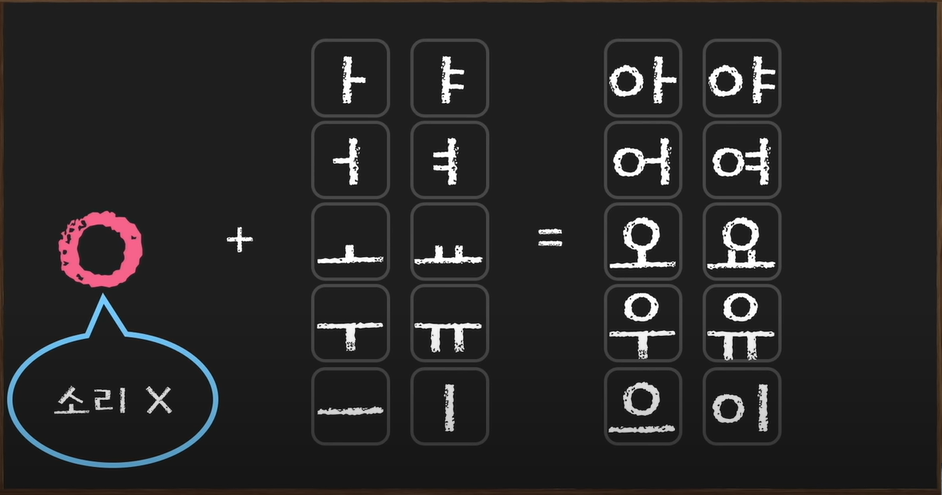 ㅏ ㅑ 아 야
ㅓ ㅕ 어 여
ㅇ + ㅗ ㅛ = 오 요
ㅜ ㅠ 우 유
소리 X ㅡ ㅣ 으 이